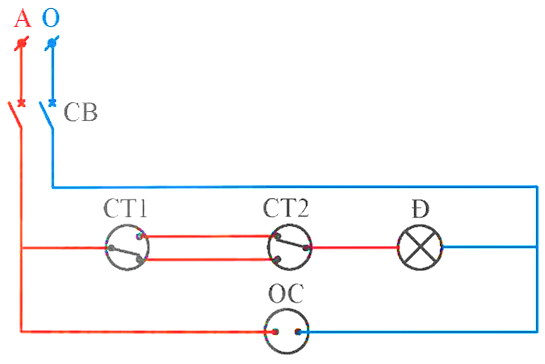 A O
CB
CT1 CT2 Đ
OC